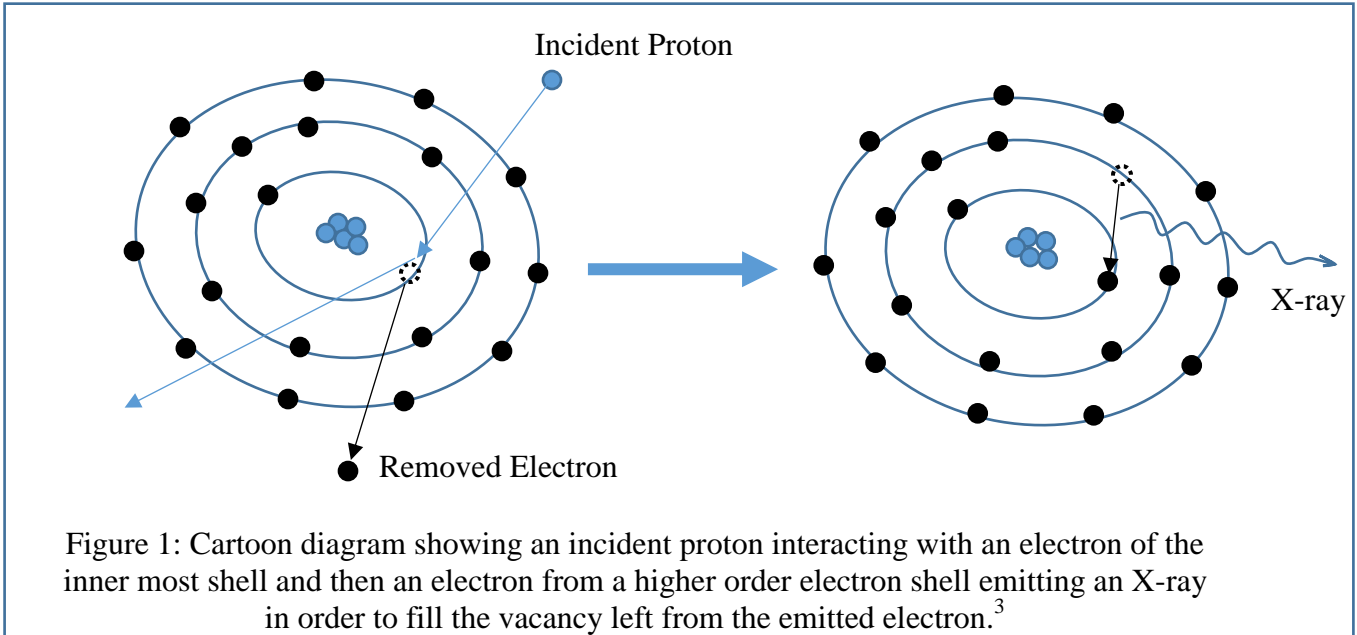 Incident Proton
X-ray
Removed Electron
Figure 1: Cartoon diagram showing an incident proton interacting with an electron of the
inner most shell and then an electron from a higher order electron shell emitting an X-ray
in order to fill the vacancy left from the emitted electron.3